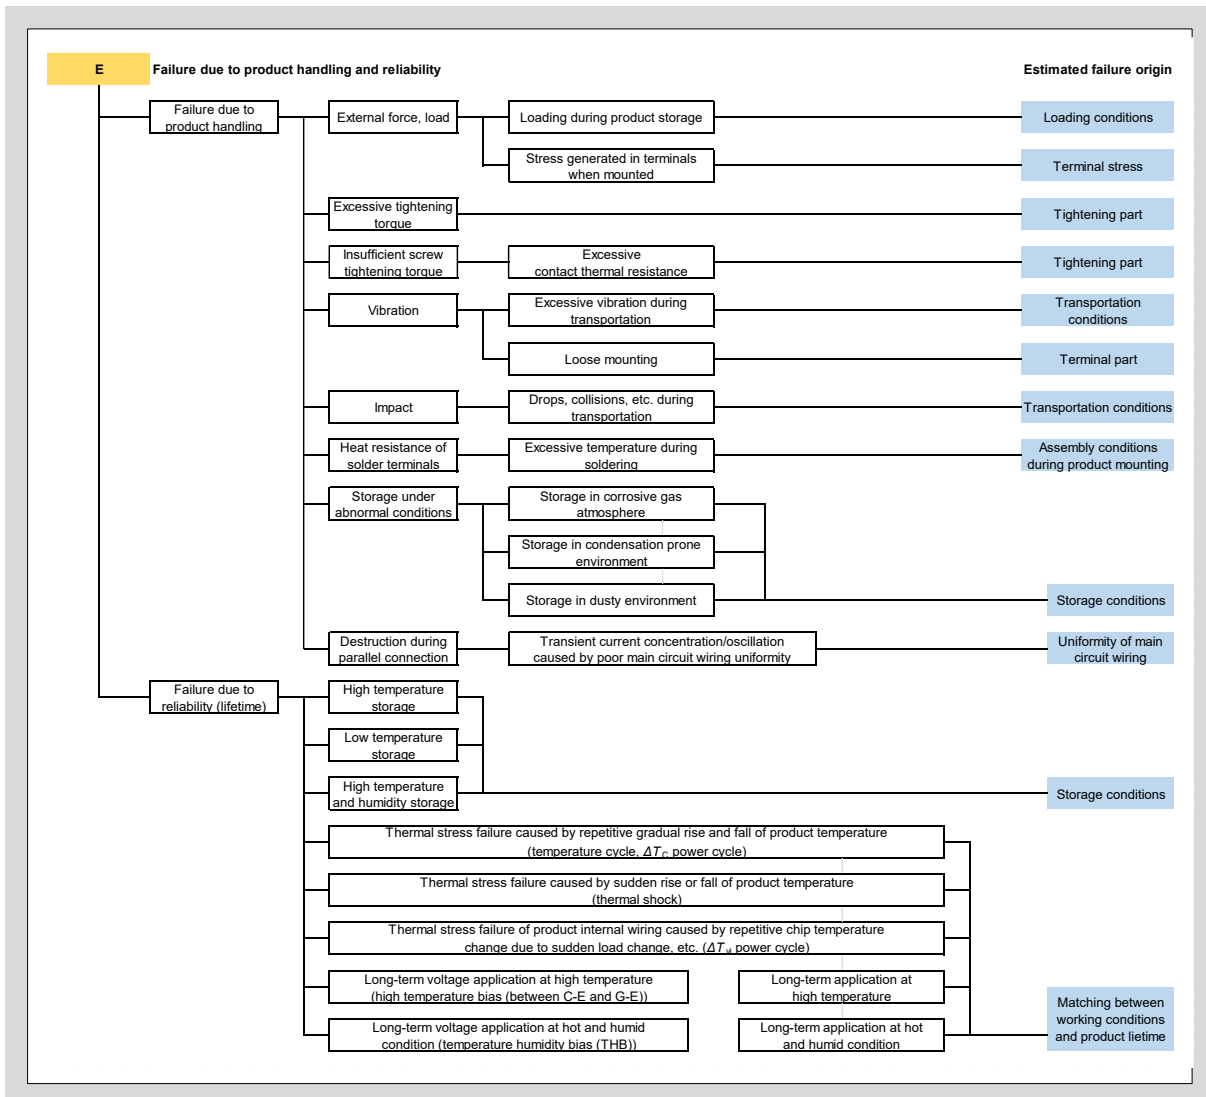 E
Failure due to product handling and reliability
Estimated failure origin
Failure due to
product handling
External force, load
Loading during product storage
Loading conditions
Stress generated in terminals
when mounted
Terminal stress
Excessive tightening
torque
Tightening part
Insufficient screw
tightening torque
Excessive
contact thermal resistance
Tightening part
Vibration
Excessive vibration during
transportation
Transportation
conditions
Loose mounting
Terminal part
Impact
Drops, collisions, etc. during
transportation
Transportation conditions
Heat resistance of
solder terminals
Excessive temperature during
soldering
Assembly conditions
during product mounting
Storage under
abnormal conditions
Storage in corrosive gas
atmosphere
Storage in condensation prone
environment
Storage in dusty environment
Storage conditions
Destruction during
parallel connection
Transient current concentration/oscillation
caused by poor main circuit wiring uniformity
Uniformity of main
circuit wiring
Failure due to
reliability (lifetime)
High temperature
storage
Low temperature
storage
High temperature
and humidity storage
Storage conditions
Thermal stress failure caused by repetitive gradual rise and fall of product temperature
(temperature cycle, ΔTC power cycle)
Thermal stress failure caused by sudden rise or fall of product temperature
(thermal shock)
Thermal stress failure of product internal wiring caused by repetitive chip temperature
change due to sudden load change, etc. (ΔTvj power cycle)
Long-term voltage application at high temperature
(high temperature bias (between C-E and G-E))
Long-term application at
high temperature
Long-term voltage application at hot and humid
condition (temperature humidity bias (THB))
Long-term application at hot
and humid condition
Matching between
working conditions
and product lietime